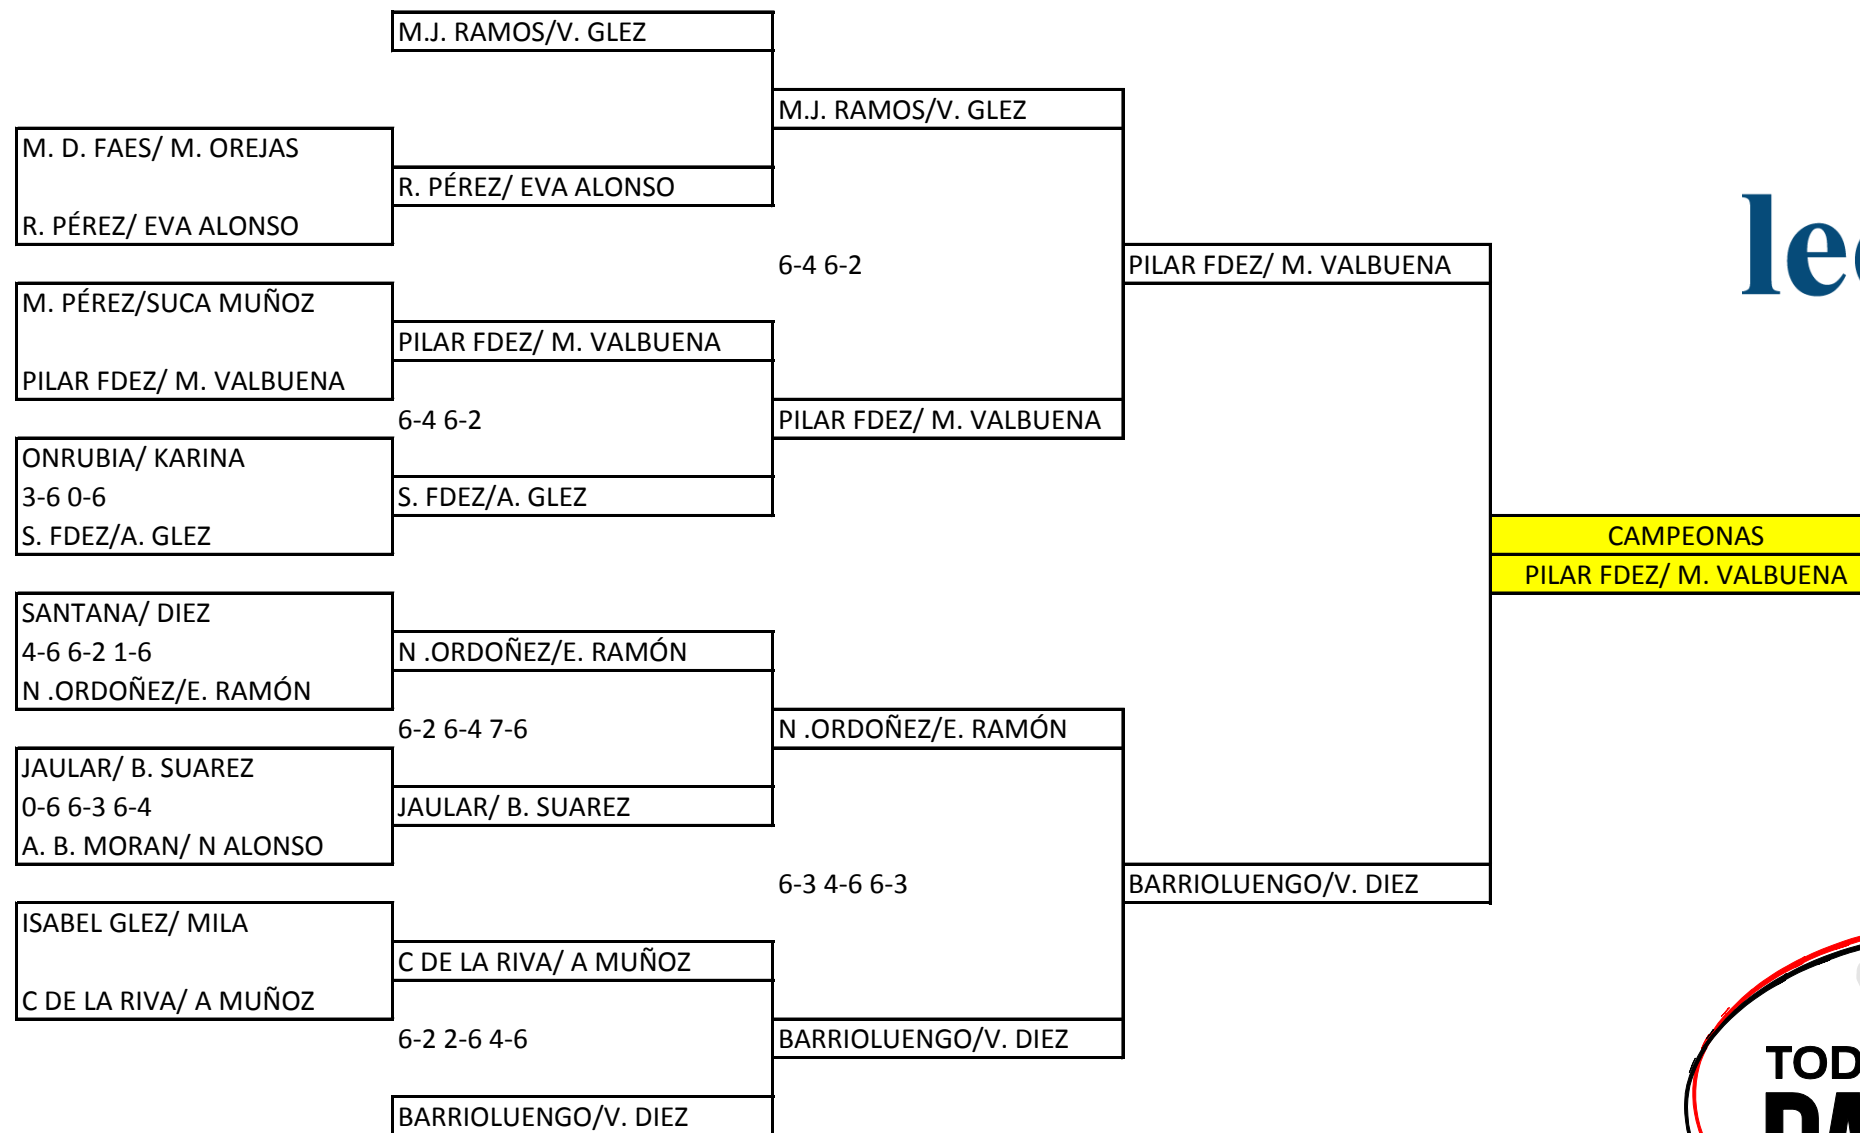 M.J. RAMOS/V. GLEZ
M.J. RAMOS/V. GLEZ
M. D. FAES/ M. OREJAS
R. PÉREZ/ EVA ALONSO
R. PÉREZ/ EVA ALONSO
6-4 6-2
PILAR FDEZ/ M. VALBUENA
M. PÉREZ/SUCA MUÑOZ
PILAR FDEZ/ M. VALBUENA
PILAR FDEZ/ M. VALBUENA
6-4 6-2
PILAR FDEZ/ M. VALBUENA
ONRUBIA/ KARINA
3-6 0-6
S. FDEZ/A. GLEZ
S. FDEZ/A. GLEZ
CAMPEONAS
PILAR FDEZ/ M. VALBUENA
SANTANA/ DIEZ
4-6 6-2 1-6
N .ORDOÑEZ/E. RAMÓN
N .ORDOÑEZ/E. RAMÓN
6-2 6-4 7-6
N .ORDOÑEZ/E. RAMÓN
JAULAR/ B. SUAREZ
0-6 6-3 6-4
JAULAR/ B. SUAREZ
A. B. MORAN/ N ALONSO
6-3 4-6 6-3
BARRIOLUENGO/V. DIEZ
ISABEL GLEZ/ MILA
C DE LA RIVA/ A MUÑOZ
C DE LA RIVA/ A MUÑOZ
6-2 2-6 4-6
BARRIOLUENGO/V. DIEZ
BARRIOLUENGO/V. DIEZ
TOD